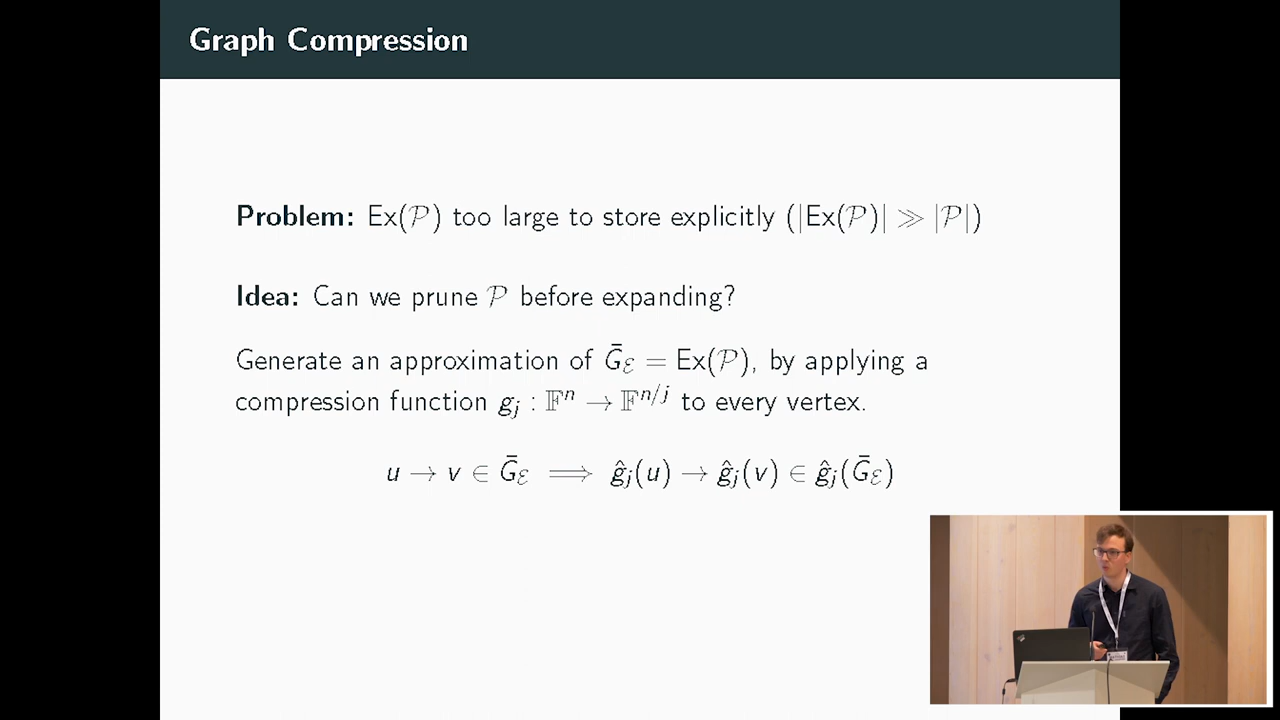 Graph Compression
Problem: Ex(𝒫) too large to store explicitly (|Ex(𝒫)| ≫ |𝒫|)
Idea: Can we prune 𝒫 before expanding?
Generate an approximation of Ḡ_ℰ = Ex(𝒫), by applying a
compression function g_j : 𝔽^n → 𝔽^{n/j} to every vertex.
u → v ∈ Ḡ_ℰ ⟹ ĝ_j(u) → ĝ_j(v) ∈ ĝ_j(Ḡ_ℰ)